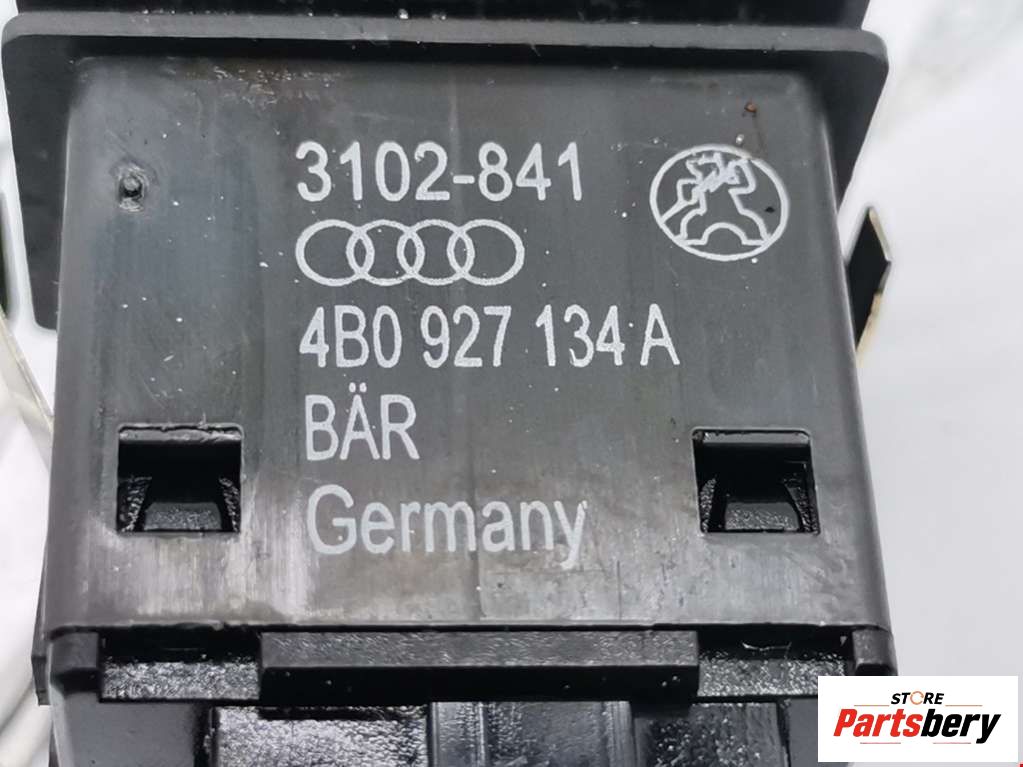 3102-841
4B0 927 134 A
BÄR
Germany
STORE
Partsbery